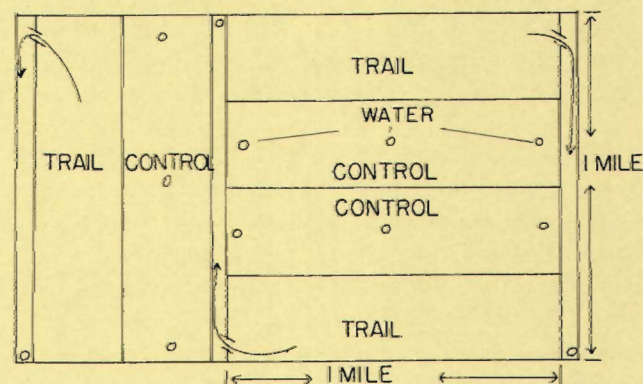 TRAIL
WATER
TRAIL CONTROL
CONTROL
1 MILE
CONTROL
TRAIL
1 MILE